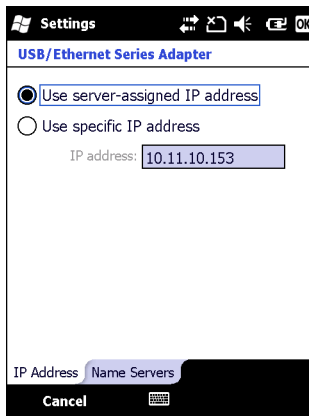 Settings
OK
USB/Ethernet Series Adapter
Use server-assigned IP address
Use specific IP address
IP address: 10.11.10.153
IP Address Name Servers
Cancel